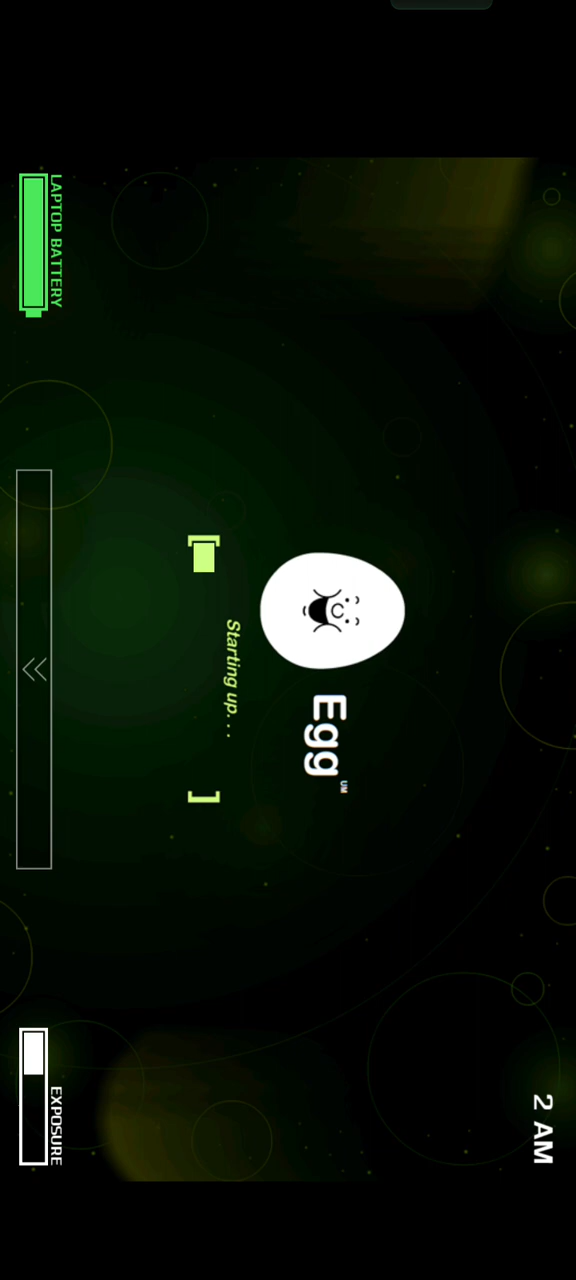 2 AM
Egg UM
Starting up. . .
[ ]
LAPTOP BATTERY
EXPOSURE